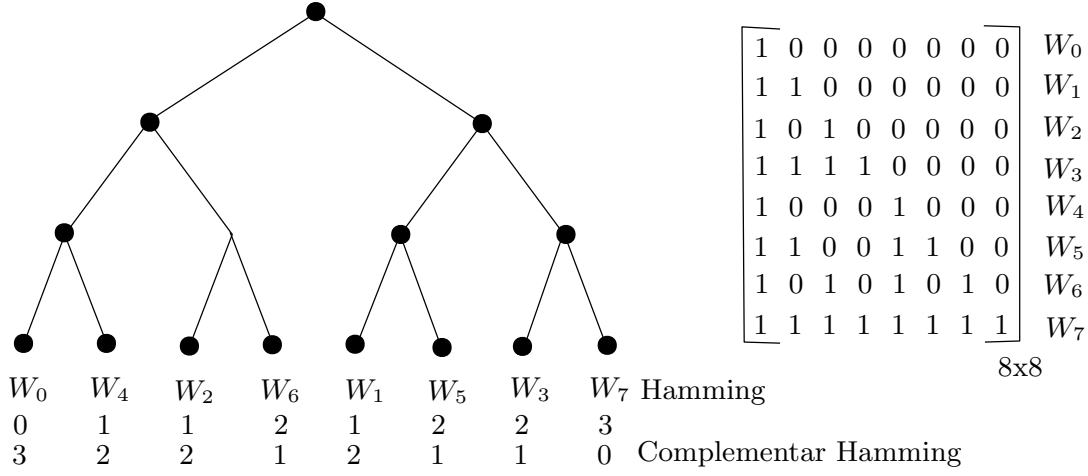 1 0 0 0 0 0 0 0 W0
1 1 0 0 0 0 0 0 W1
1 0 1 0 0 0 0 0 W2
1 1 1 1 0 0 0 0 W3
1 0 0 0 1 0 0 0 W4
1 1 0 0 1 1 0 0 W5
1 0 1 0 1 0 1 0 W6
1 1 1 1 1 1 1 1 W7
8x8
W0 W4 W2 W6 W1 W5 W3 W7 Hamming
0 1 1 2 1 2 2 3
3 2 2 1 2 1 1 0 Complementar Hamming